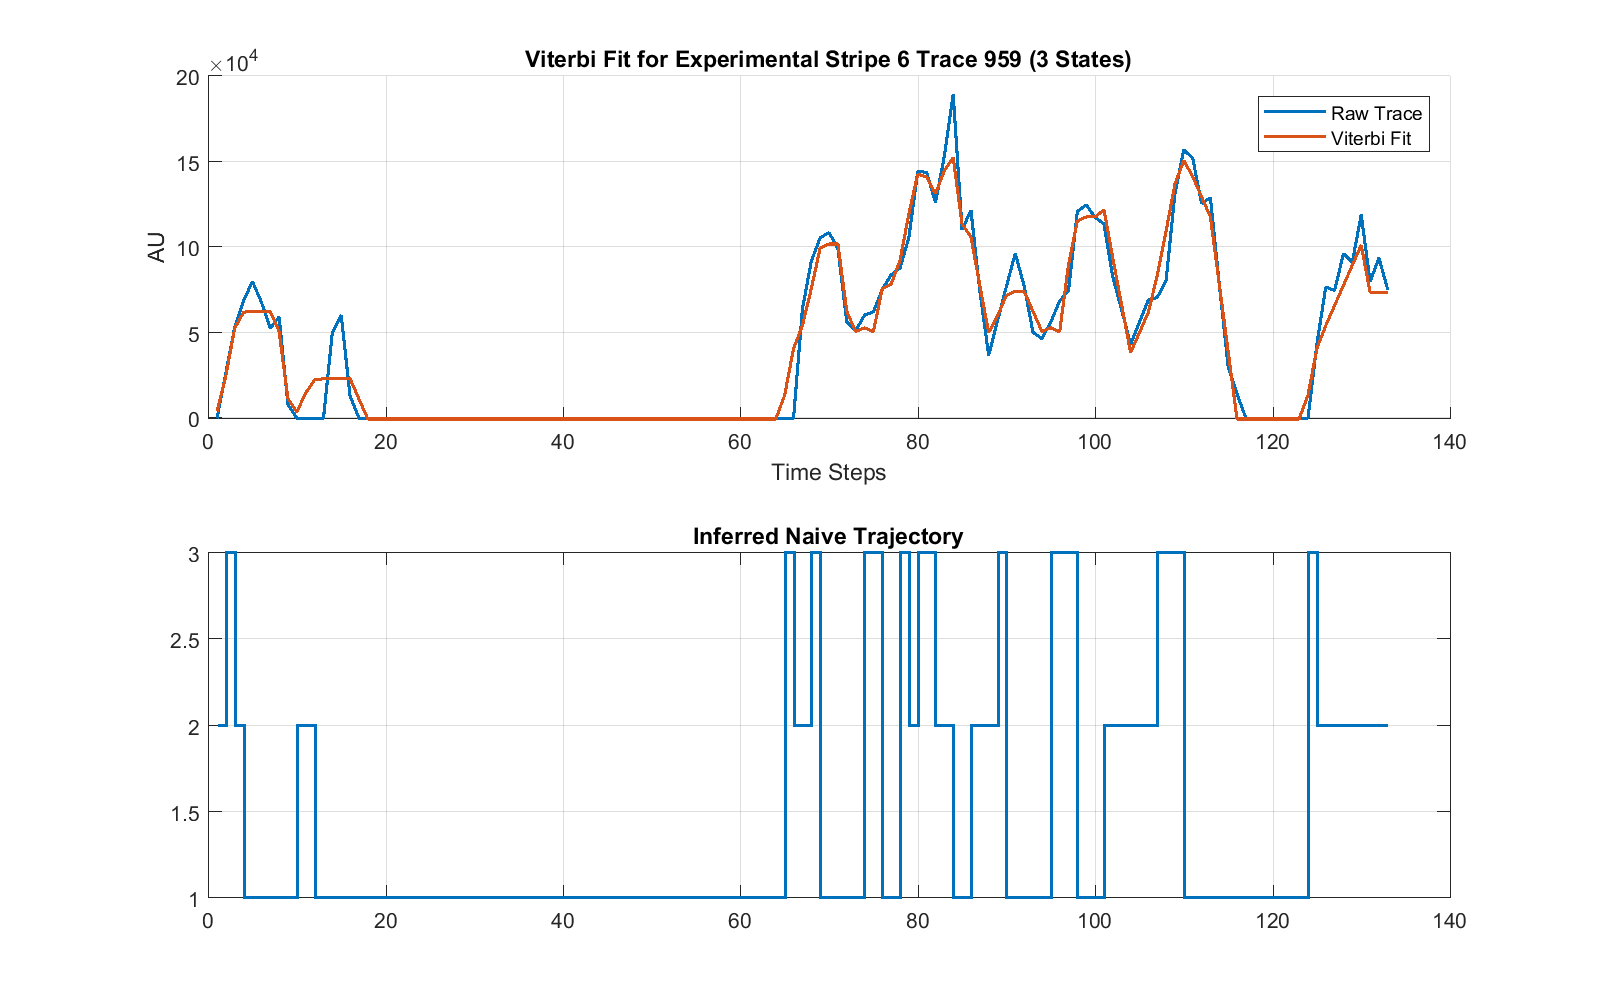 Viterbi Fit for Experimental Stripe 6 Trace 959 (3 States)
×10^4
20
15
10
5
0
AU
Raw Trace
Viterbi Fit
0 20 40 60 80 100 120 140
Time Steps
Inferred Naive Trajectory
3
2.5
2
1.5
1
0 20 40 60 80 100 120 140